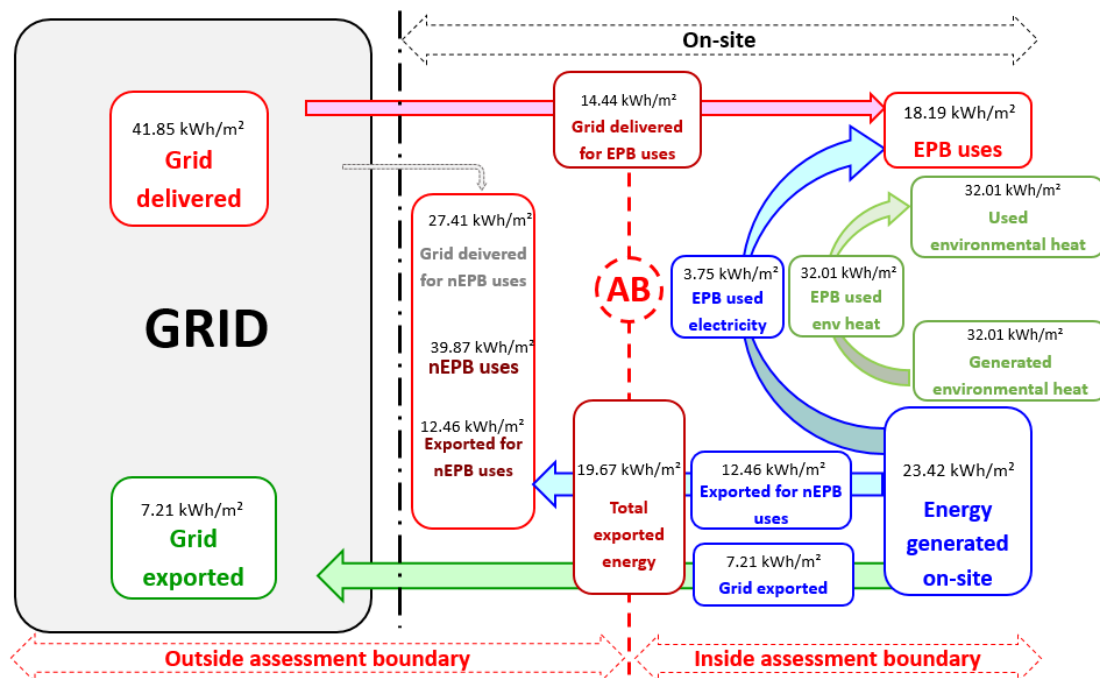 On-site
41.85 kWh/m²
Grid
delivered
14.44 kWh/m²
Grid delivered
for EPB uses
18.19 kWh/m²
EPB uses
27.41 kWh/m²
Grid deivered
for nEPB uses
39.87 kWh/m²
nEPB uses
12.46 kWh/m²
Exported for
nEPB uses
AB
3.75 kWh/m²
EPB used
electricity
32.01 kWh/m²
EPB used
env heat
32.01 kWh/m²
Used
environmental heat
32.01 kWh/m²
Generated
environmental heat
GRID
7.21 kWh/m²
Grid
exported
19.67 kWh/m²
Total
exported
energy
12.46 kWh/m²
Exported for nEPB
uses
7.21 kWh/m²
Grid exported
23.42 kWh/m²
Energy
generated
on-site
Outside assessment boundary
Inside assessment boundary